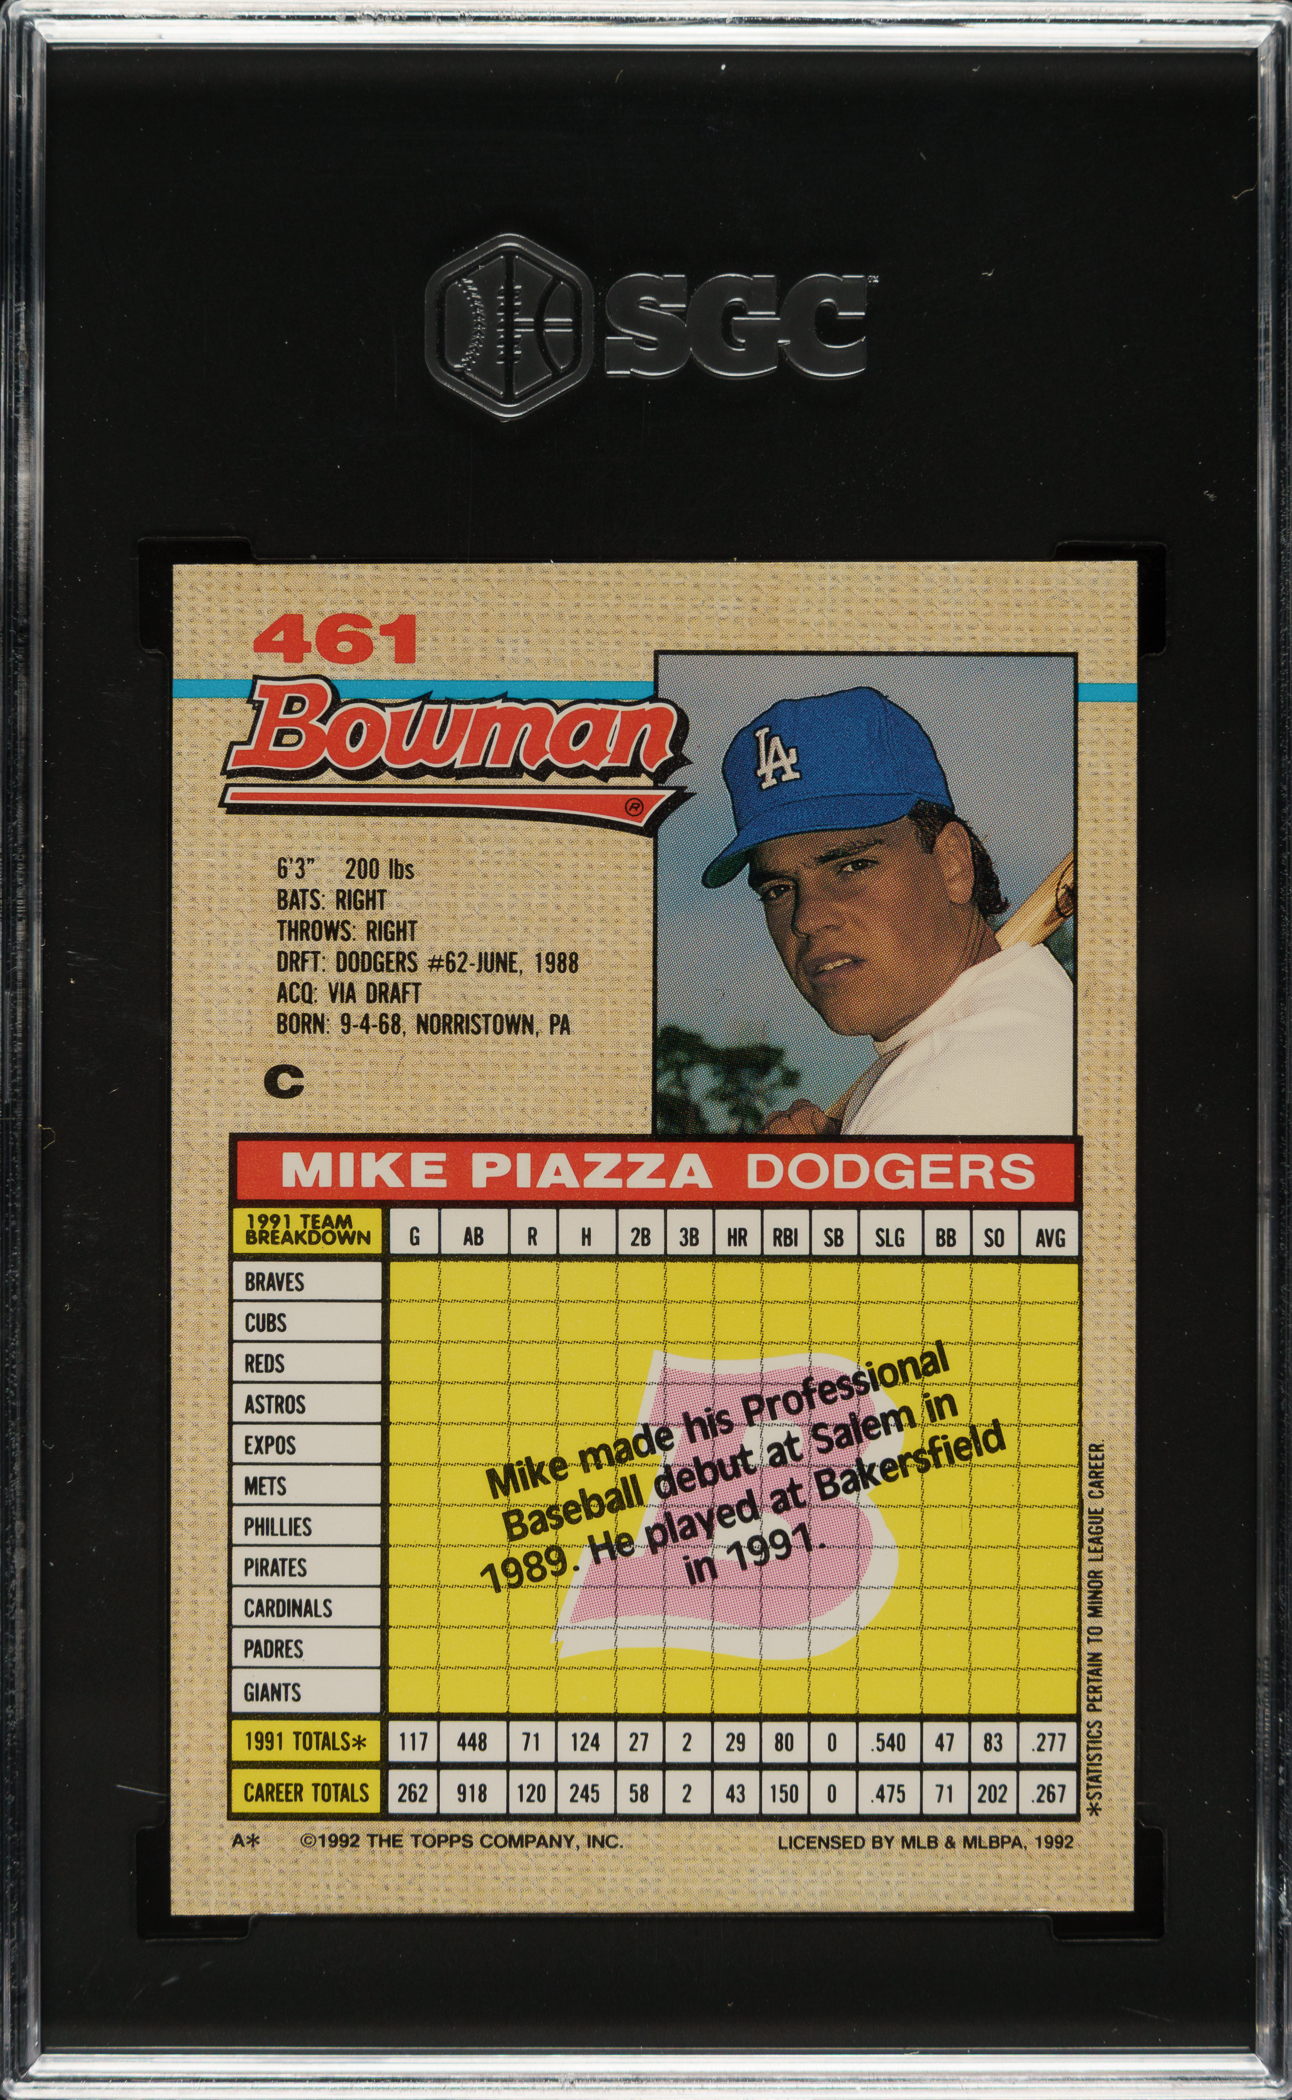 SGC
461
Bowman
®
LA
6'3" 200 lbs
BATS: RIGHT
THROWS: RIGHT
DRFT: DODGERS #62-JUNE, 1988
ACQ: VIA DRAFT
BORN: 9-4-68, NORRISTOWN, PA
C
MIKE PIAZZA DODGERS
1991 TEAM
BREAKDOWN G AB R H 2B 3B HR RBI SB SLG BB SO AVG
BRAVES
CUBS
REDS
ASTROS
EXPOS
METS
PHILLIES
PIRATES
CARDINALS
PADRES
GIANTS
B
Mike made his Professional
Baseball debut at Salem in
1989. He played at Bakersfield
in 1991.
1991 TOTALS* 117 448 71 124 27 2 29 80 0 .540 47 83 .277
CAREER TOTALS 262 918 120 245 58 2 43 150 0 .475 71 202 .267
*STATISTICS PERTAIN TO MINOR LEAGUE CAREER.
A* ©1992 THE TOPPS COMPANY, INC. LICENSED BY MLB & MLBPA, 1992